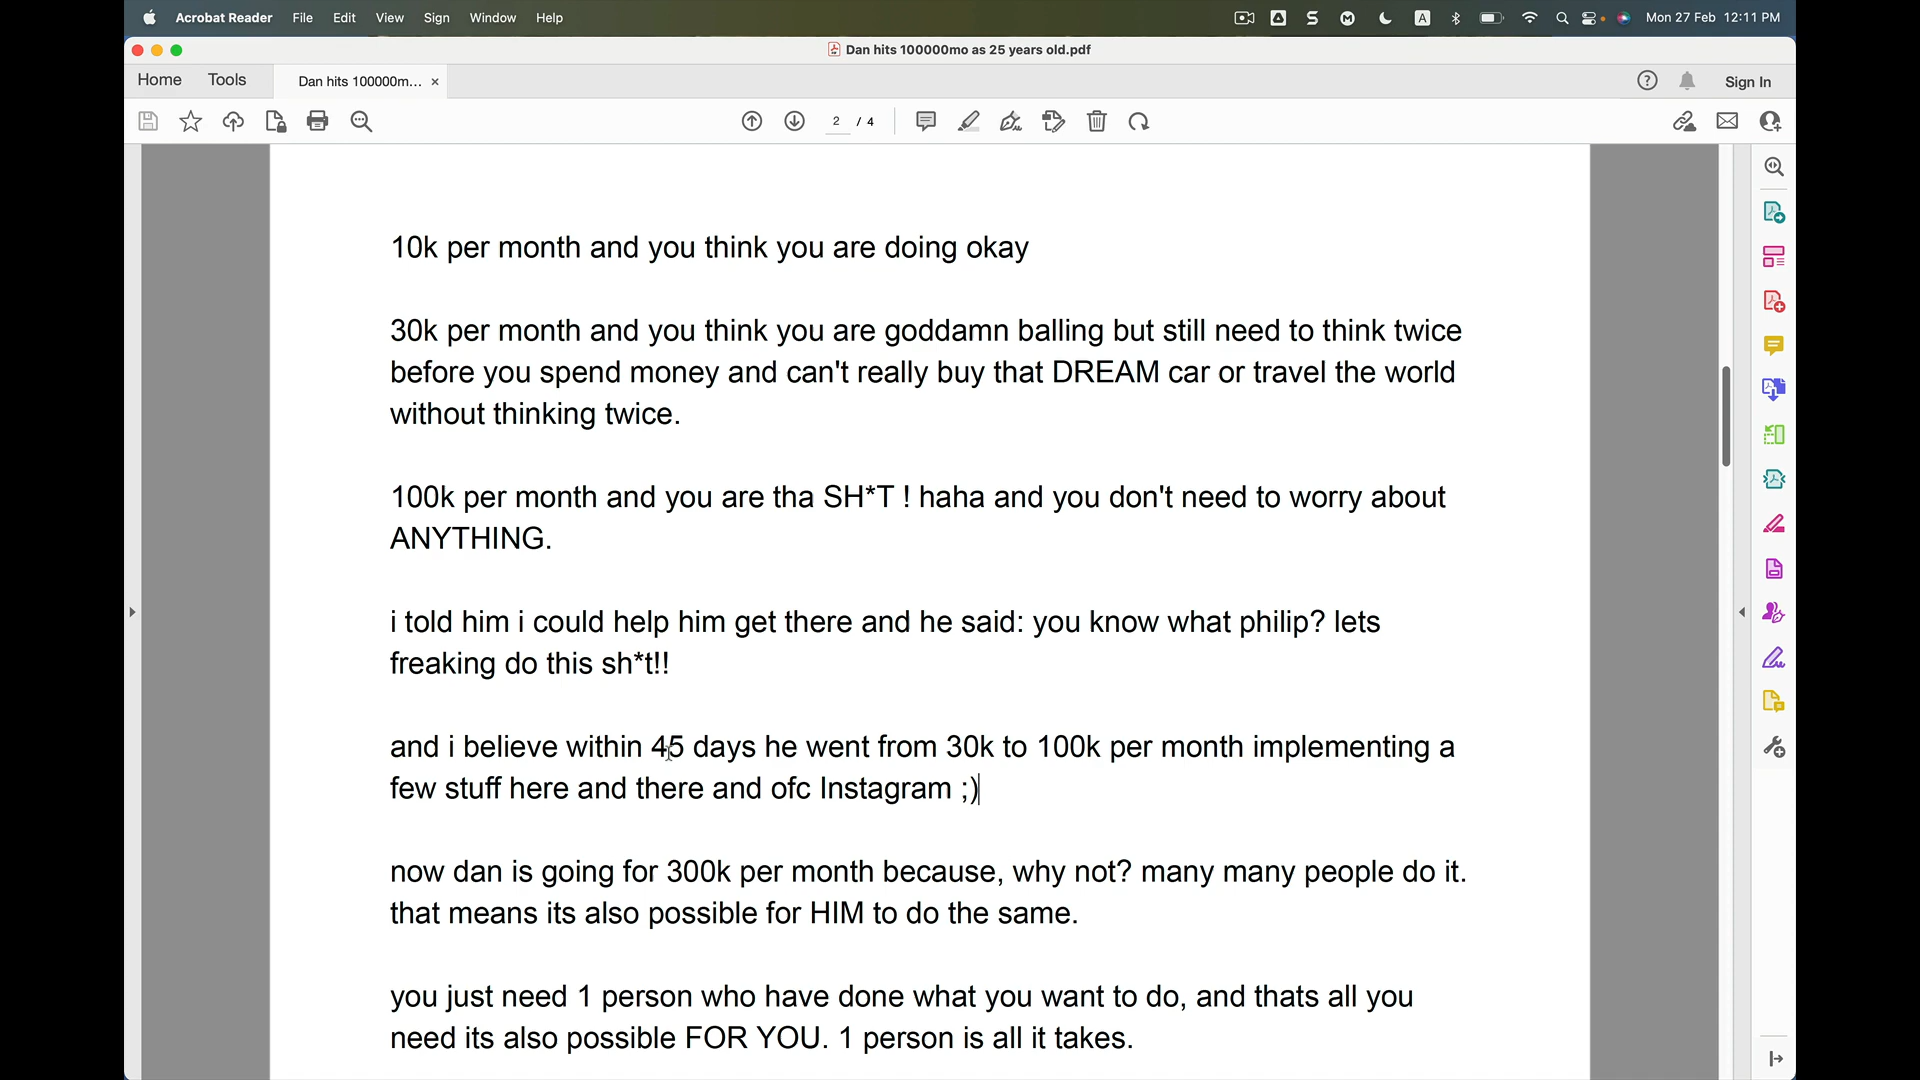 Acrobat Reader File Edit View Sign Window Help Mon 27 Feb 12:11 PM
Dan hits 100000mo as 25 years old.pdf
Home Tools Dan hits 100000m... × Sign In
2 / 4
10k per month and you think you are doing okay
30k per month and you think you are goddamn balling but still need to think twice
before you spend money and can't really buy that DREAM car or travel the world
without thinking twice.
100k per month and you are tha SH*T ! haha and you don't need to worry about
ANYTHING.
i told him i could help him get there and he said: you know what philip? lets
freaking do this sh*t!!
and i believe within 45 days he went from 30k to 100k per month implementing a
few stuff here and there and ofc Instagram ;)
now dan is going for 300k per month because, why not? many many people do it.
that means its also possible for HIM to do the same.
you just need 1 person who have done what you want to do, and thats all you
need its also possible FOR YOU. 1 person is all it takes.